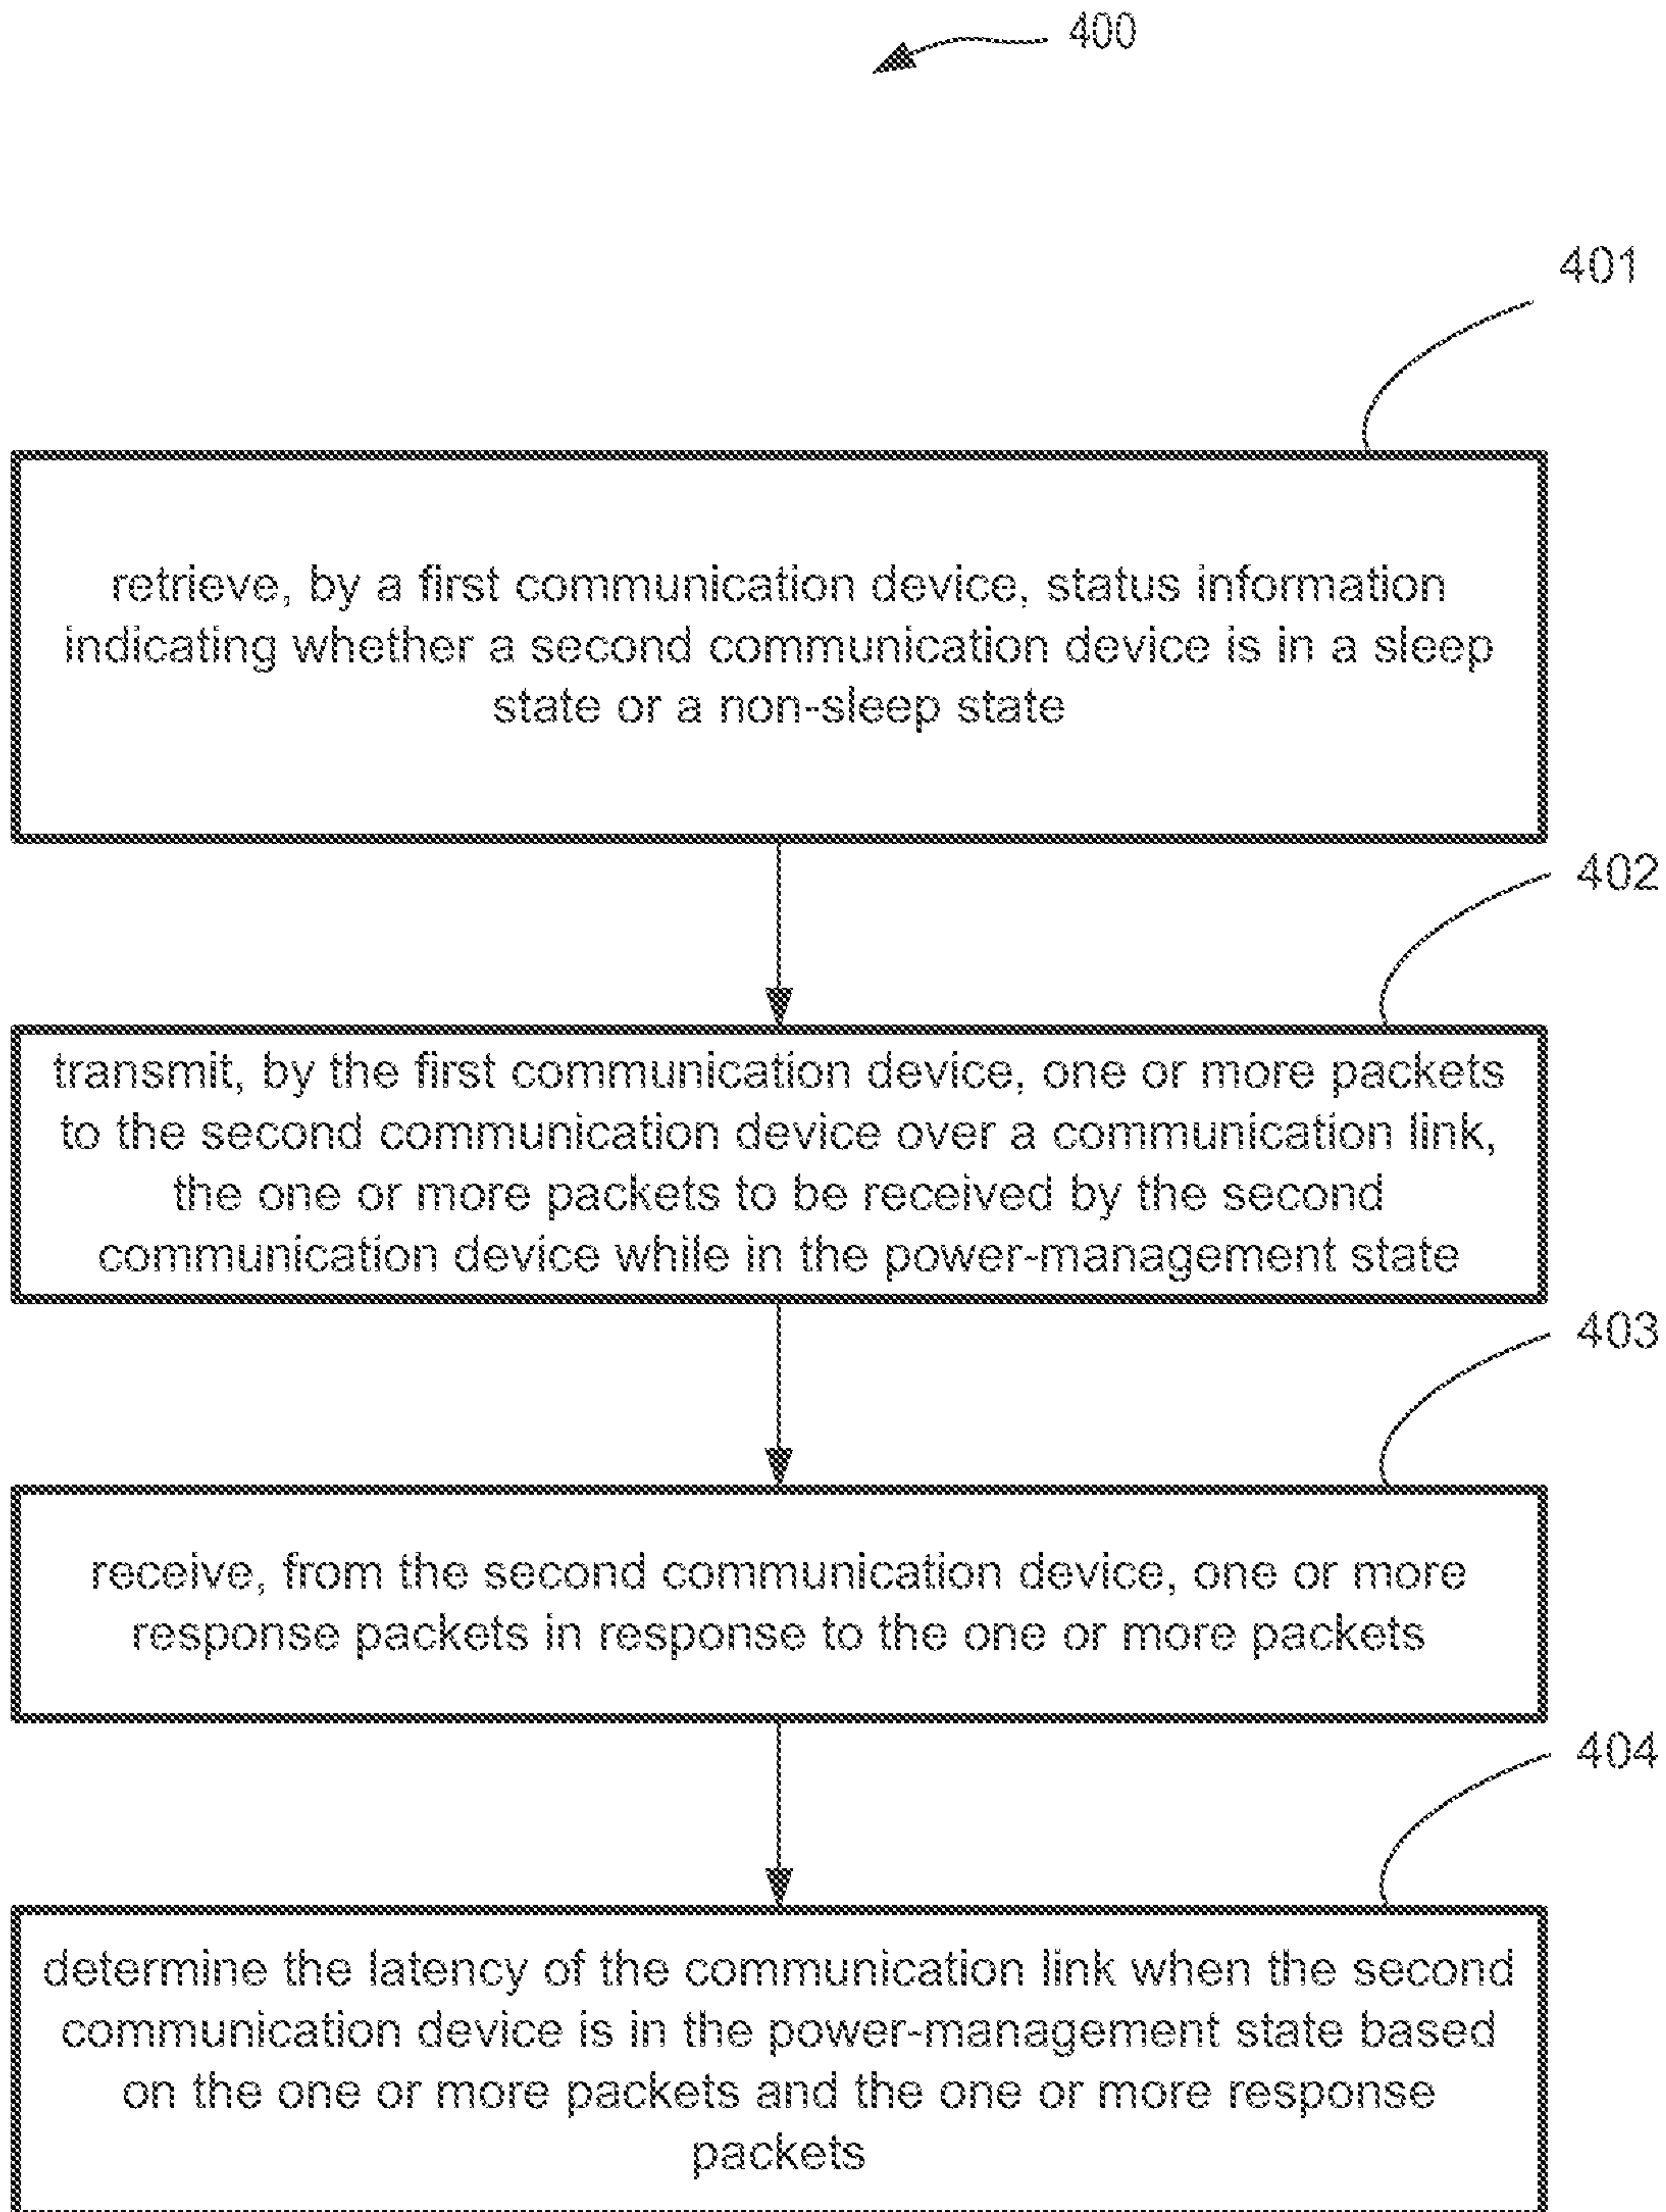 400
401
retrieve, by a first communication device, status information
indicating whether a second communication device is in a sleep
state or a non-sleep state
402
transmit, by the first communication device, one or more packets
to the second communication device over a communication link,
the one or more packets to be received by the second
communication device while in the power-management state
403
receive, from the second communication device, one or more
response packets in response to the one or more packets
404
determine the latency of the communication link when the second
communication device is in the power-management state based
on the one or more packets and the one or more response
packets